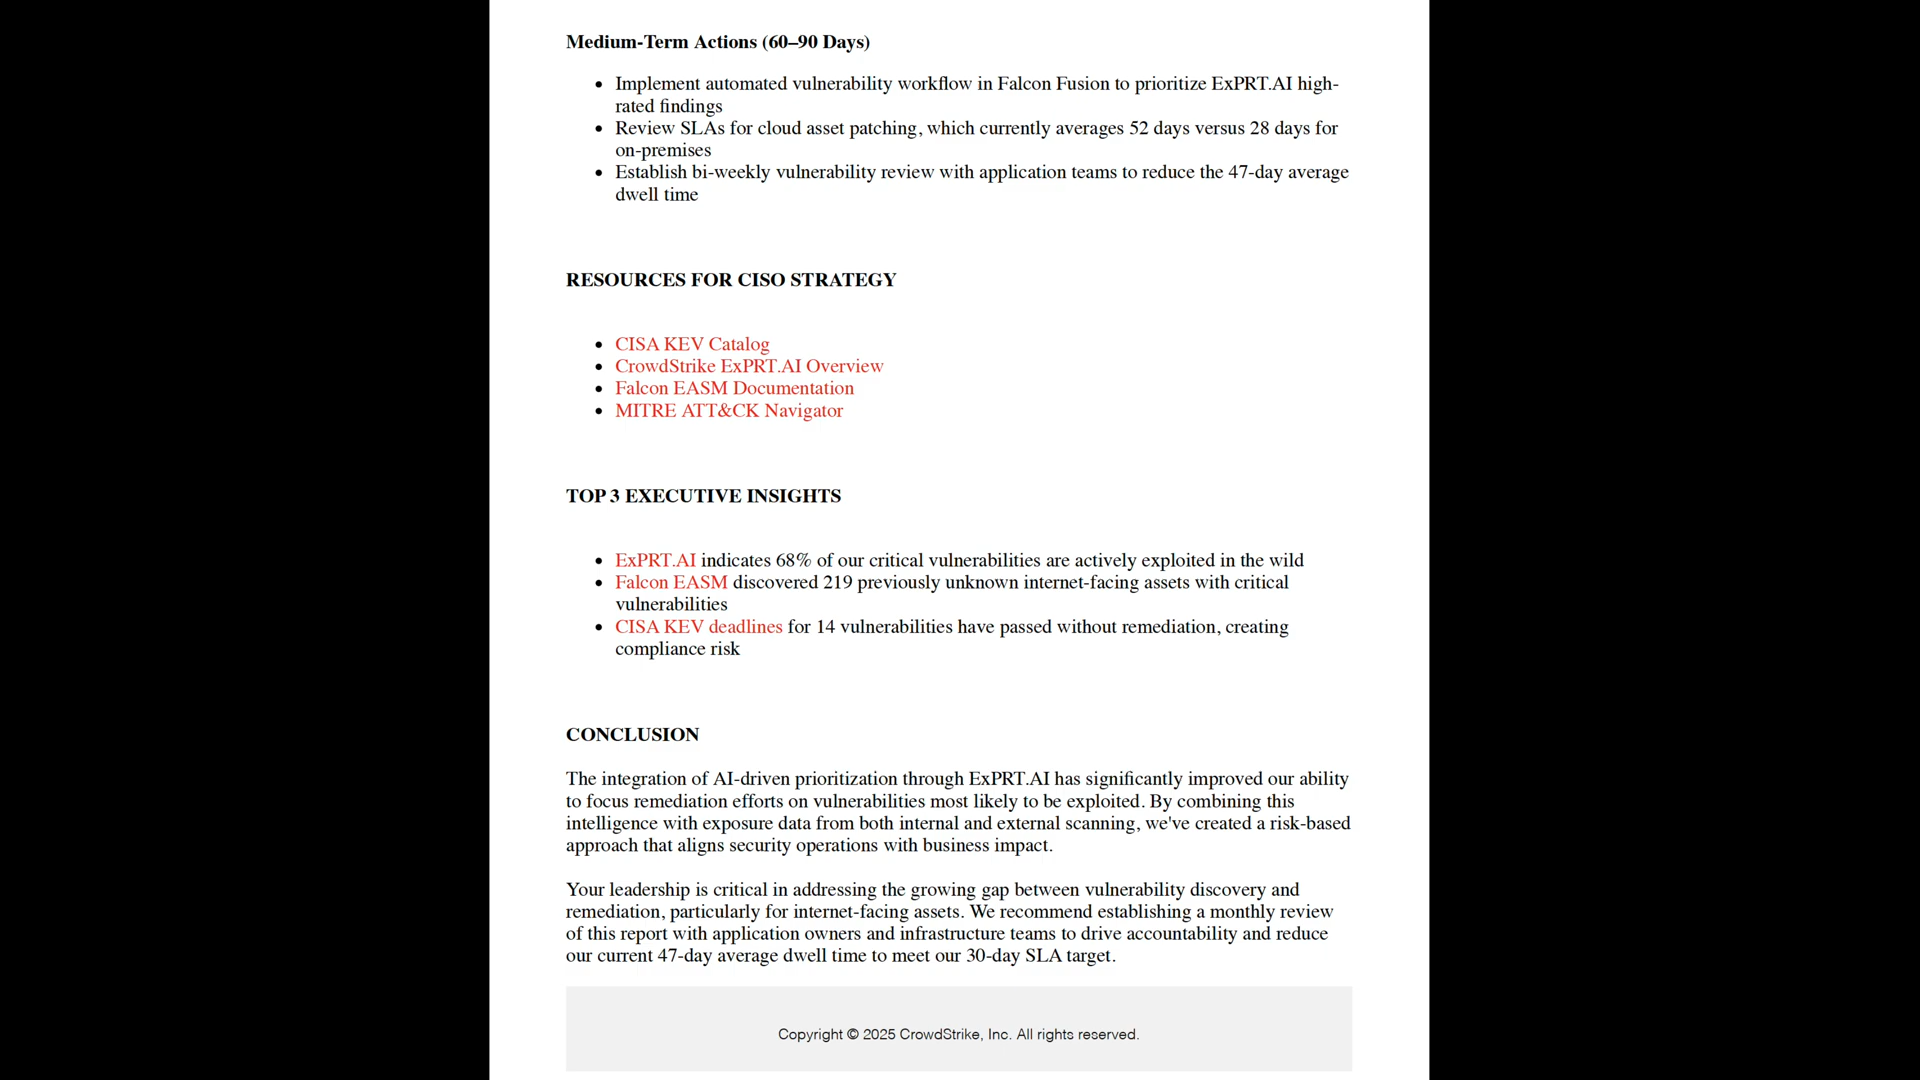 Medium-Term Actions (60–90 Days)
• Implement automated vulnerability workflow in Falcon Fusion to prioritize ExPRT.AI high-
rated findings
• Review SLAs for cloud asset patching, which currently averages 52 days versus 28 days for
on-premises
• Establish bi-weekly vulnerability review with application teams to reduce the 47-day average
dwell time
RESOURCES FOR CISO STRATEGY
• CISA KEV Catalog
• CrowdStrike ExPRT.AI Overview
• Falcon EASM Documentation
• MITRE ATT&CK Navigator
TOP 3 EXECUTIVE INSIGHTS
• ExPRT.AI indicates 68% of our critical vulnerabilities are actively exploited in the wild
• Falcon EASM discovered 219 previously unknown internet-facing assets with critical
vulnerabilities
• CISA KEV deadlines for 14 vulnerabilities have passed without remediation, creating
compliance risk
CONCLUSION
The integration of AI-driven prioritization through ExPRT.AI has significantly improved our ability
to focus remediation efforts on vulnerabilities most likely to be exploited. By combining this
intelligence with exposure data from both internal and external scanning, we've created a risk-based
approach that aligns security operations with business impact.
Your leadership is critical in addressing the growing gap between vulnerability discovery and
remediation, particularly for internet-facing assets. We recommend establishing a monthly review
of this report with application owners and infrastructure teams to drive accountability and reduce
our current 47-day average dwell time to meet our 30-day SLA target.
Copyright © 2025 CrowdStrike, Inc. All rights reserved.